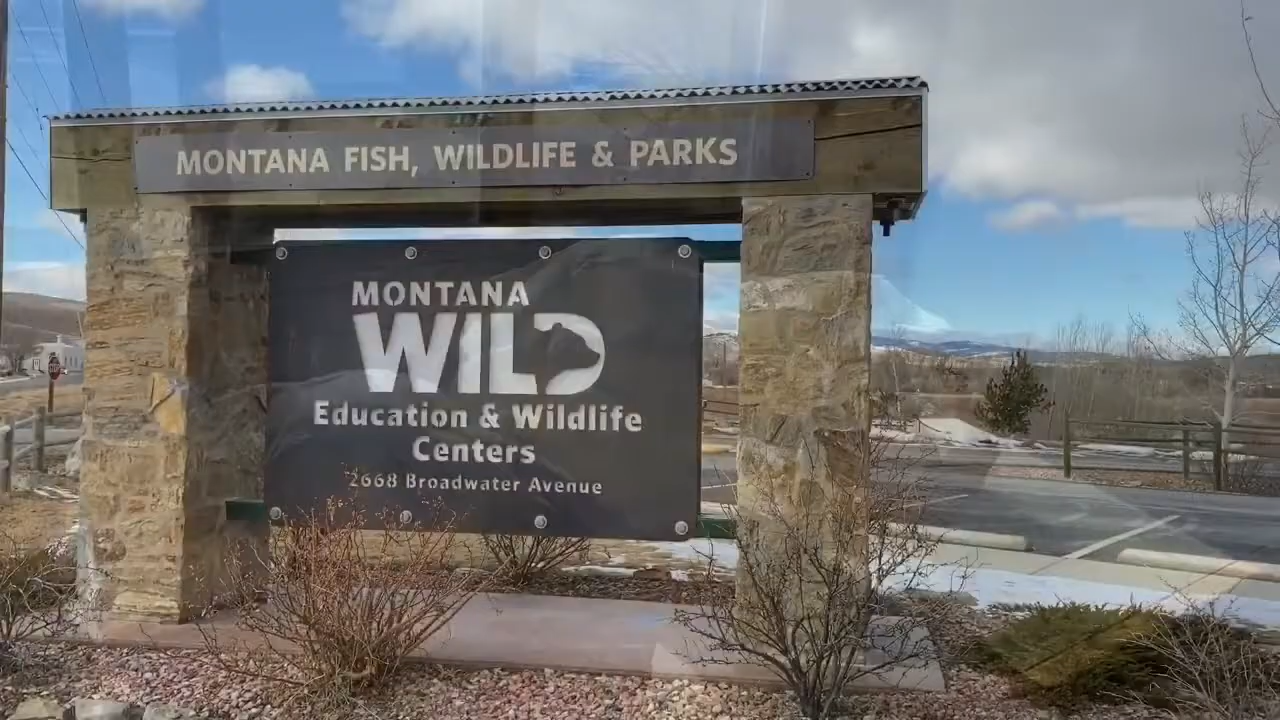 MONTANA FISH, WILDLIFE & PARKS
MONTANA
WILD
Education & Wildlife
Centers
2668 Broadwater Avenue